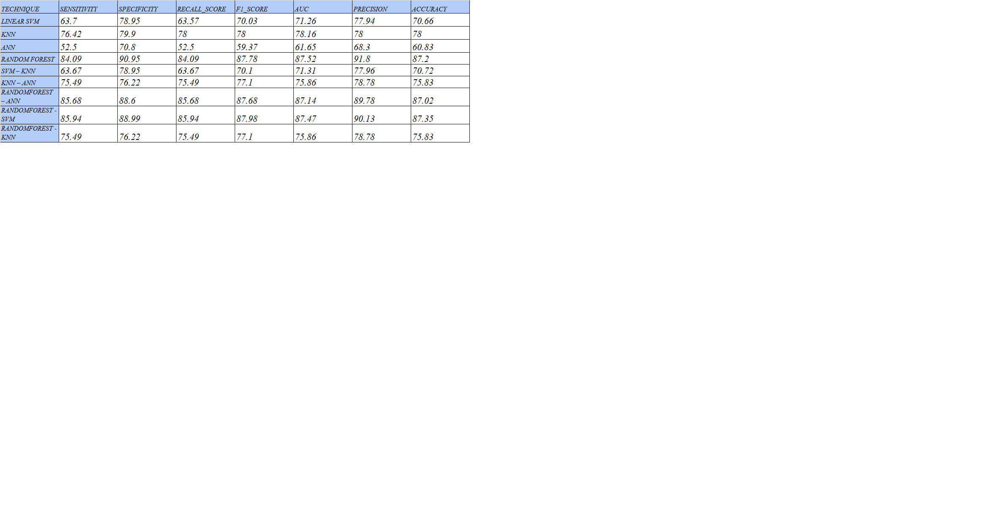 TECHNIQUE SENSITIVITY SPECIFICITY RECALL_SCORE F1_SCORE AUC PRECISION ACCURACY
LINEAR SVM 63.7 78.95 63.57 70.03 71.26 77.94 70.66
KNN 76.42 79.9 78 78 78.16 78 78
ANN 52.5 70.8 52.5 59.37 61.65 68.3 60.83
RANDOM FOREST 84.09 90.95 84.09 87.78 87.52 91.8 87.2
SVM – KNN 63.67 78.95 63.67 70.1 71.31 77.96 70.72
KNN – ANN 75.49 76.22 75.49 77.1 75.86 78.78 75.83
RANDOMFOREST
– ANN 85.68 88.6 85.68 87.68 87.14 89.78 87.02
RANDOMFOREST -
SVM 85.94 88.99 85.94 87.98 87.47 90.13 87.35
RANDOMFOREST -
KNN 75.49 76.22 75.49 77.1 75.86 78.78 75.83